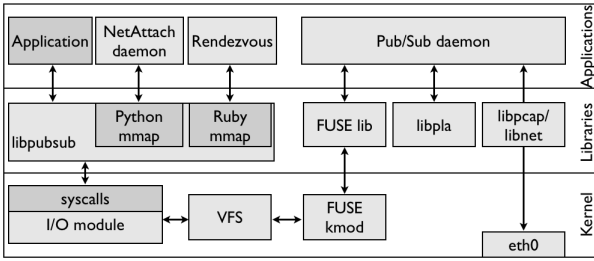 Application
NetAttach
daemon
Rendezvous
Pub/Sub daemon
Applications
libpubsub
Python
mmap
Ruby
mmap
FUSE lib
libpla
libpcap/
libnet
Libraries
syscalls
I/O module
VFS
FUSE
kmod
eth0
Kernel